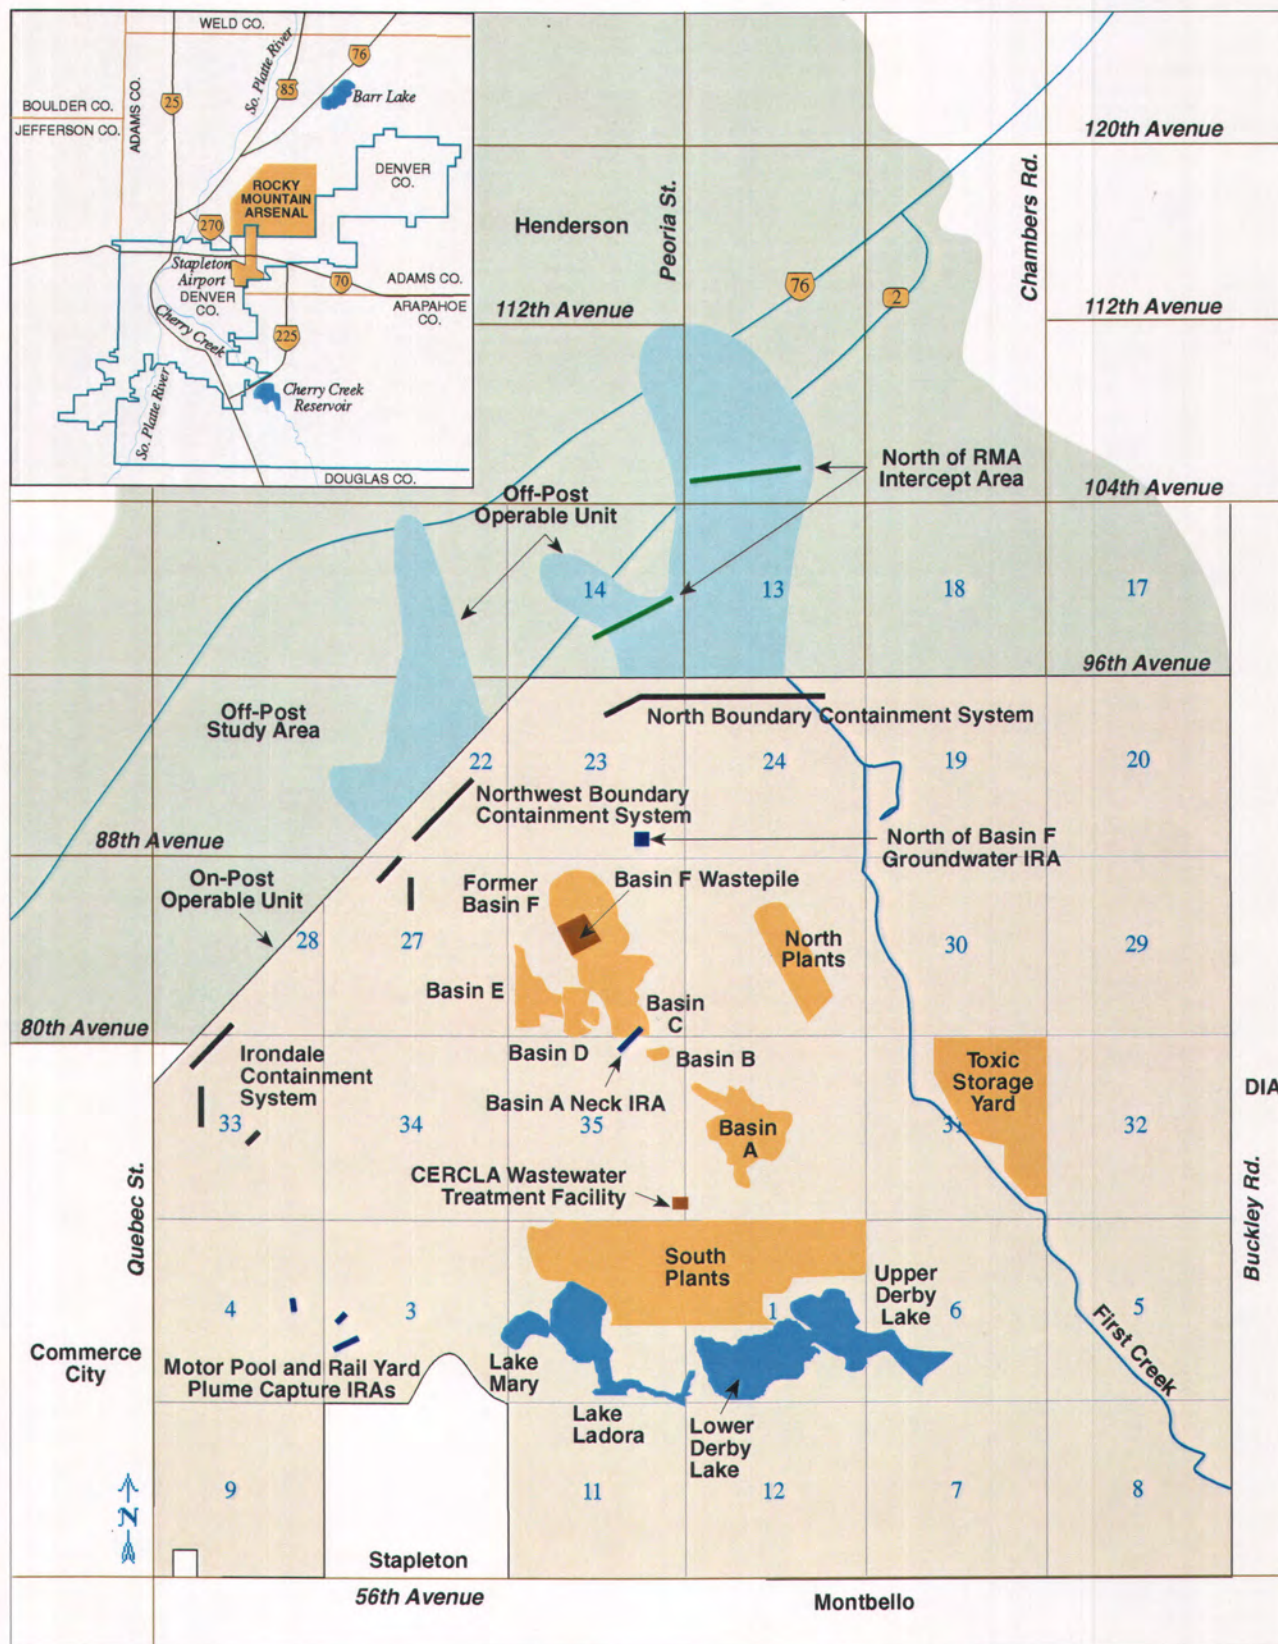 WELD CO.
So. Platte River
76
85
25
Barr Lake
BOULDER CO.
JEFFERSON CO.
ADAMS CO.
DENVER
CO.
ROCKY
MOUNTAIN
ARSENAL
270
Stapleton
Airport
70
ADAMS CO.
ARAPAHOE
CO.
DENVER
CO.
Cherry Creek
225
Cherry Creek
Reservoir
So. Platte River
DOUGLAS CO.
120th Avenue
Henderson
Peoria St.
Chambers Rd.
76
2
112th Avenue
112th Avenue
North of RMA
Intercept Area
104th Avenue
Off-Post
Operable Unit
14
13
18
17
96th Avenue
Off-Post
Study Area
North Boundary Containment System
22
23
24
19
20
Northwest Boundary
Containment System
88th Avenue
North of Basin F
Groundwater IRA
On-Post
Operable Unit
Former
Basin F
Basin F Wastepile
28
27
North
Plants
30
29
Basin E
Basin
C
80th Avenue
Irondale
Containment
System
Basin D
Basin B
Toxic
Storage
Yard
DIA
Basin A Neck IRA
33
34
35
Basin
A
31
32
CERCLA Wastewater
Treatment Facility
Quebec St.
Buckley Rd.
South
Plants
Upper
Derby
Lake
4
3
1
6
5
First Creek
Commerce
City
Motor Pool and Rail Yard
Plume Capture IRAs
Lake
Mary
Lake
Ladora
Lower
Derby
Lake
N
9
11
12
7
8
Stapleton
56th Avenue
Montbello